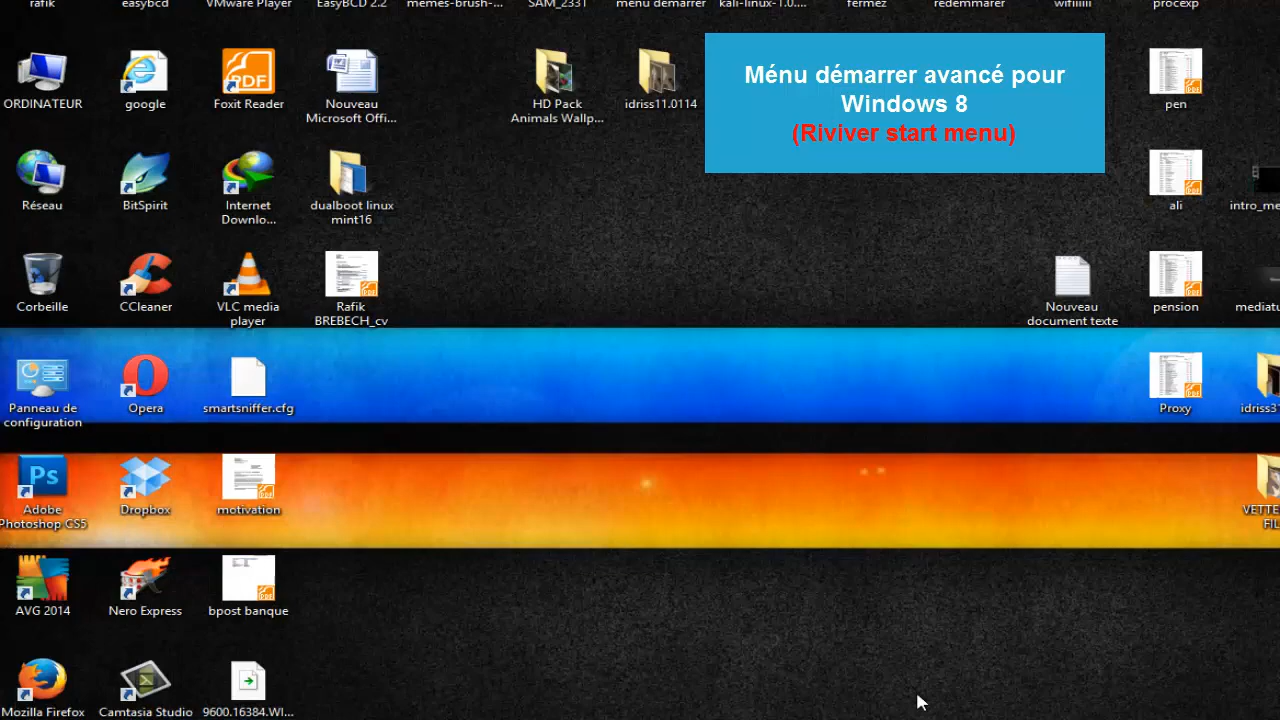 rafik
easybcd
VMware Player
EasyBCD 2.2
memes-brush-...
SAM_2331
menu demarrer
kali-linux-1.0....
fermez
redemmarer
wifiiiiii
procexp
ORDINATEUR
google
PDF
Foxit Reader
Nouveau
Microsoft Offi...
HD Pack
Animals Wallp...
idriss11.0114
Ménu démarrer avancé pour
Windows 8
(Riviver start menu)
pen
Réseau
BitSpirit
Internet
Downlo...
dualboot linux
mint16
ali
intro_me
Corbeille
CCleaner
VLC media
player
Rafik
BREBECH_cv
Nouveau
document texte
pension
mediatu
Panneau de
configuration
Opera
smartsniffer.cfg
Proxy
idriss31
Ps
Adobe
Photoshop CS5
Dropbox
motivation
VETTE
FIL
AVG 2014
Nero Express
bpost banque
Mozilla Firefox
Camtasia Studio
9600.16384.WI...